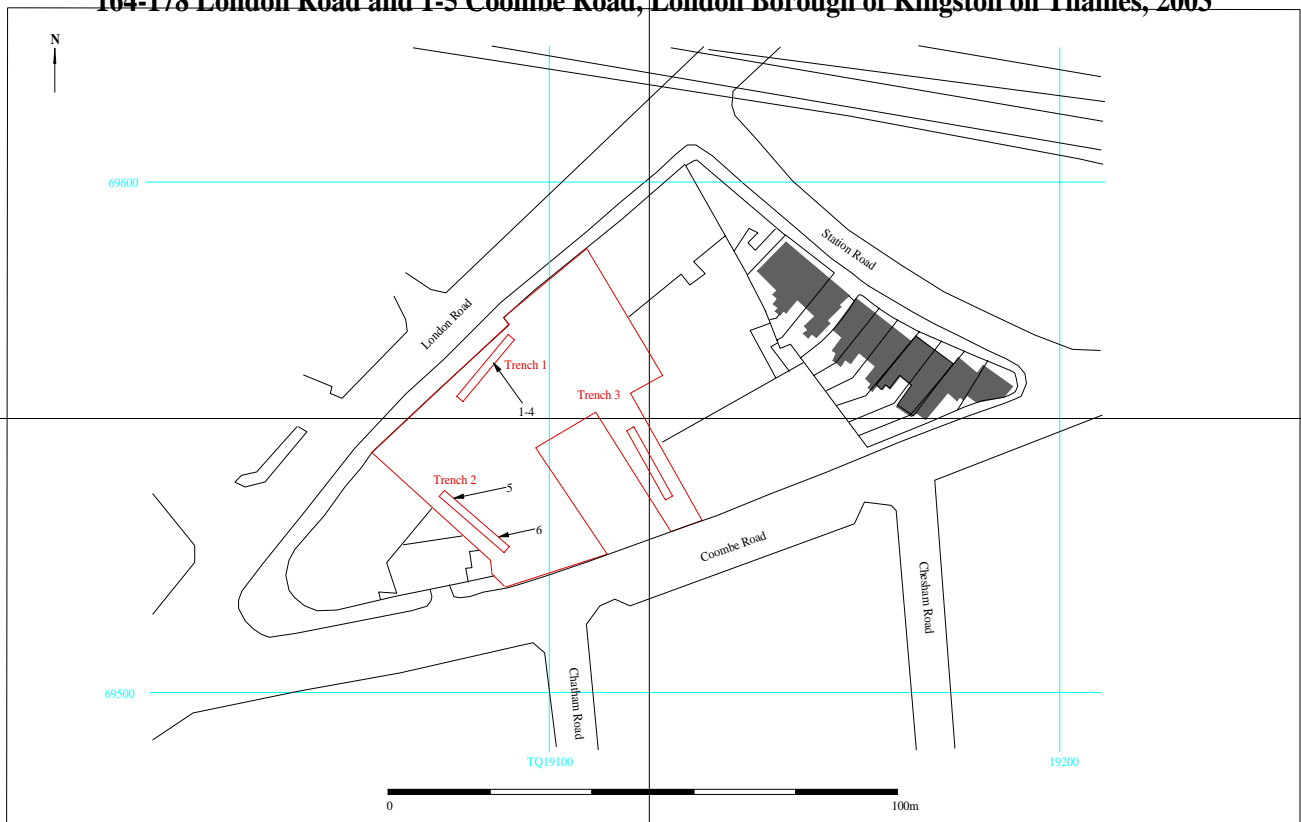 164-178 London Road and 1-5 Coombe Road, London Borough of Kingston on Thames, 2003
N
69600
Station Road
London Road
Trench 1
Trench 3
1-4
Trench 2
5
6
Coombe Road
Chesham Road
Chatham Road
69500
TQ19100
19200
0
100m